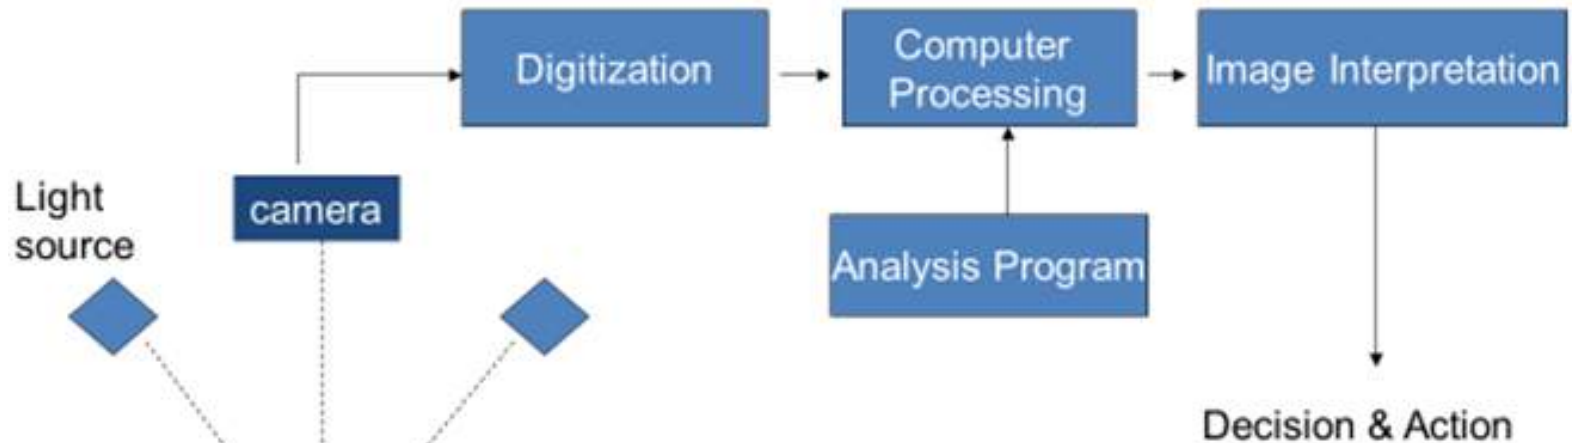 Digitization
Computer
Processing
Image Interpretation
Light
source
camera
Analysis Program
Decision & Action